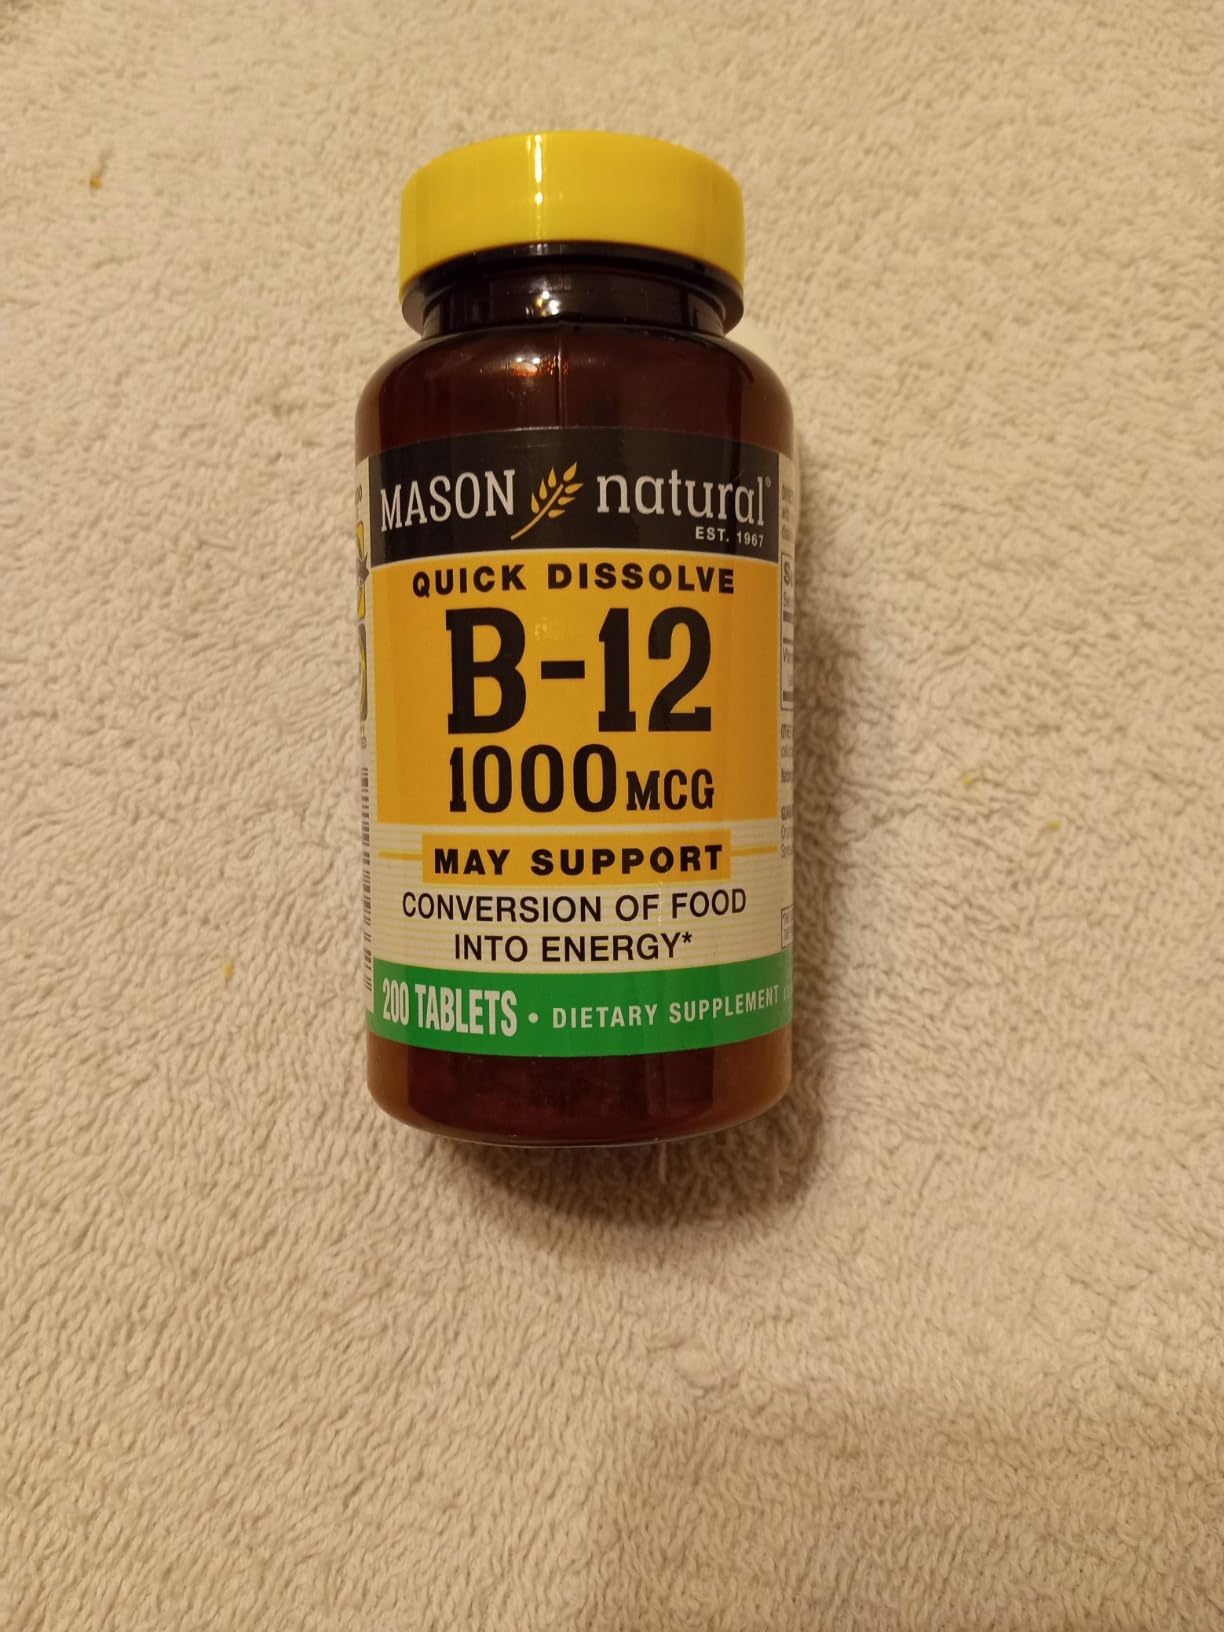 MASON natural®
EST. 1967
QUICK DISSOLVE
B-12
1000 MCG
MAY SUPPORT
CONVERSION OF FOOD
INTO ENERGY*
200 TABLETS • DIETARY SUPPLEMENT